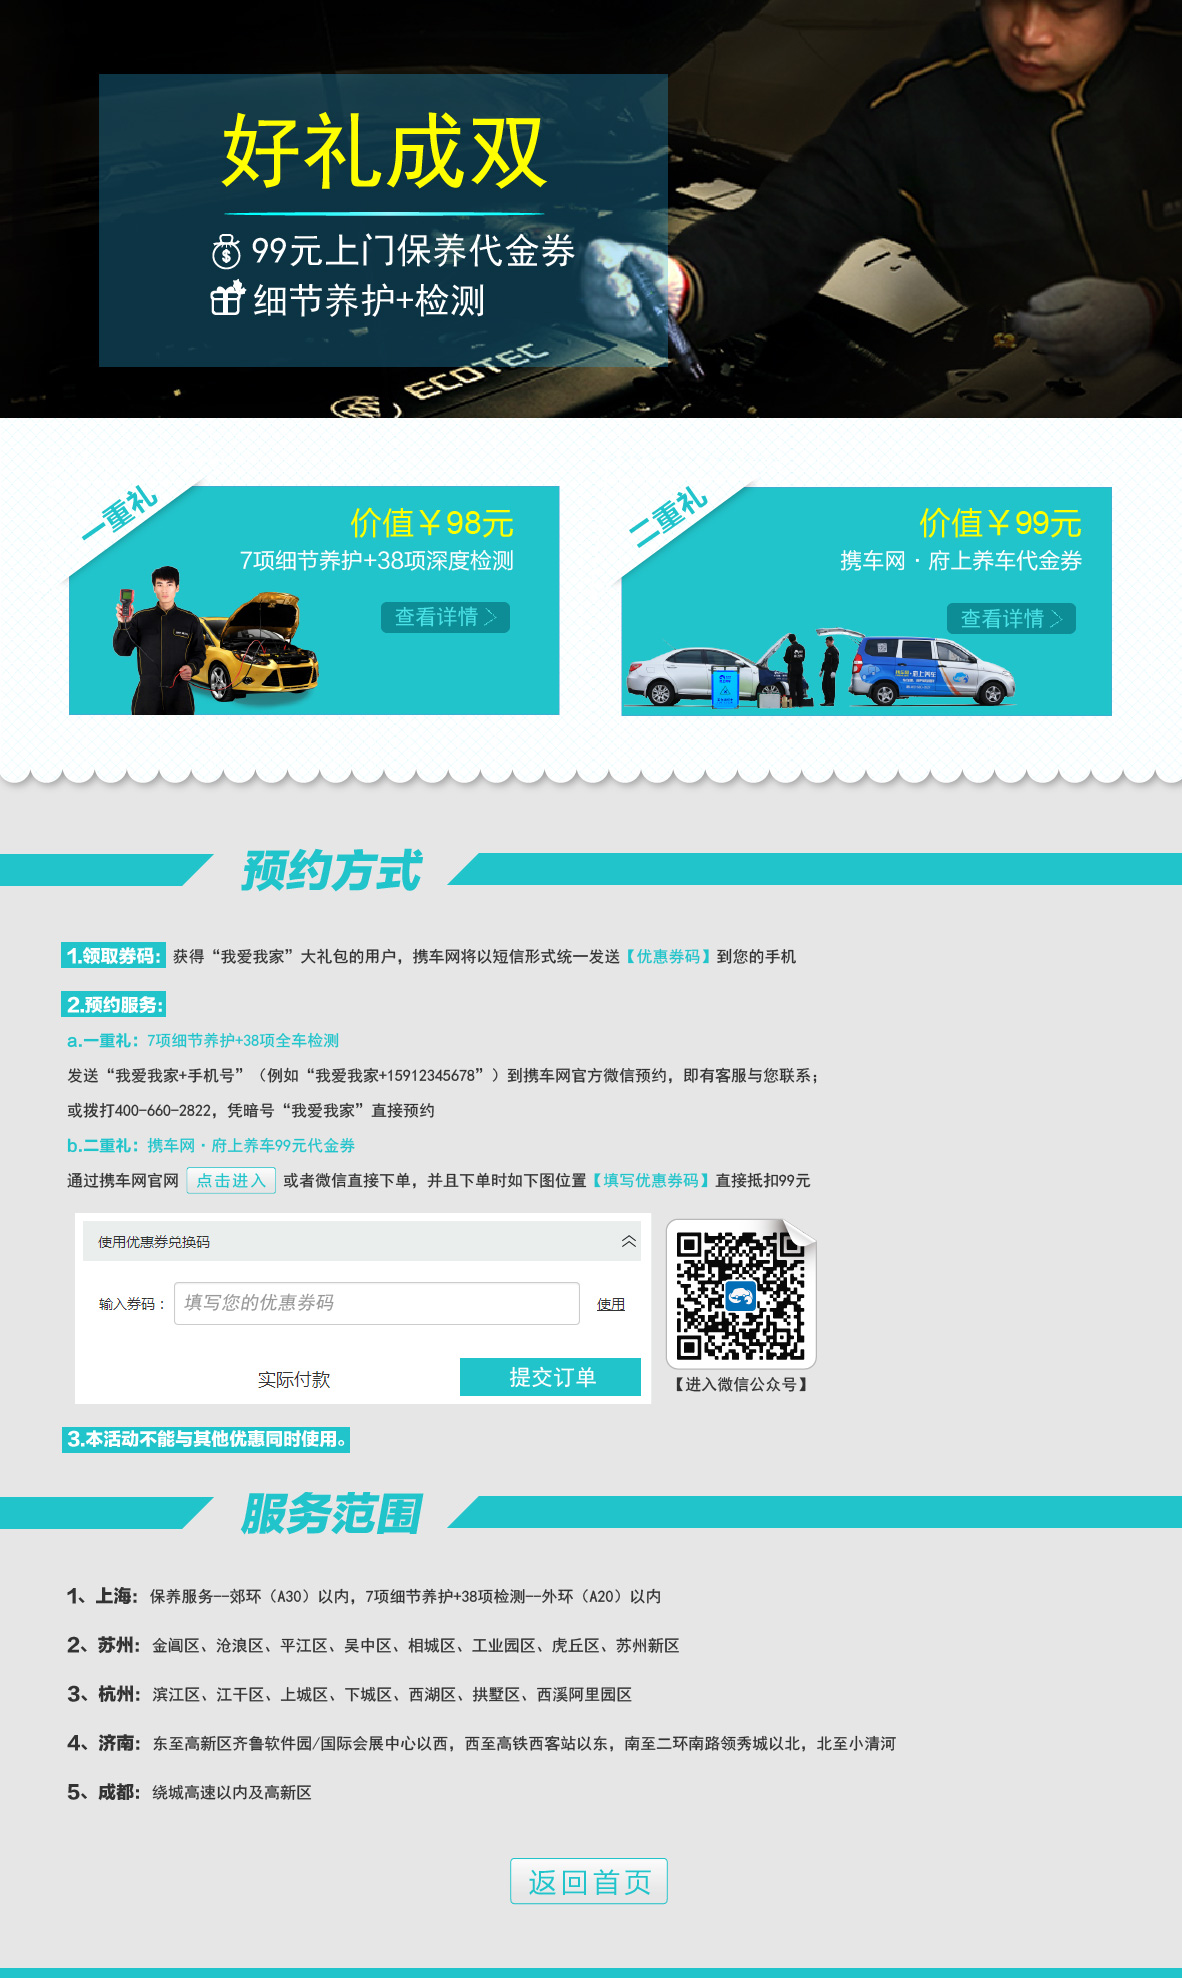 好礼成双
99元上门保养代金券
细节养护+检测
ECOTEC
一重礼
价值￥98元
7项细节养护+38项深度检测
查看详情
二重礼
价值￥99元
携车网·府上养车代金券
查看详情
预约方式
1.领取券码：获得“我爱我家”大礼包的用户，携车网将以短信形式统一发送【优惠券码】到您的手机
2.预约服务：
a.一重礼：7项细节养护+38项全车检测
发送“我爱我家+手机号”（例如“我爱我家+15912345678”）到携车网官方微信预约，即有客服与您联系；
或拨打400-660-2822，凭暗号“我爱我家”直接预约
b.二重礼：携车网·府上养车99元代金券
通过携车网官网 点击进入 或者微信直接下单，并且下单时如下图位置【填写优惠券码】直接抵扣99元
使用优惠券兑换码
输入券码： 填写您的优惠券码 使用
实际付款 提交订单
【进入微信公众号】
3.本活动不能与其他优惠同时使用。
服务范围
1、上海：保养服务--郊环（A30）以内，7项细节养护+38项检测--外环（A20）以内
2、苏州：金阊区、沧浪区、平江区、吴中区、相城区、工业园区、虎丘区、苏州新区
3、杭州：滨江区、江干区、上城区、下城区、西湖区、拱墅区、西溪阿里园区
4、济南：东至高新区齐鲁软件园/国际会展中心以西，西至高铁西客站以东，南至二环南路领秀城以北，北至小清河
5、成都：绕城高速以内及高新区
返回首页